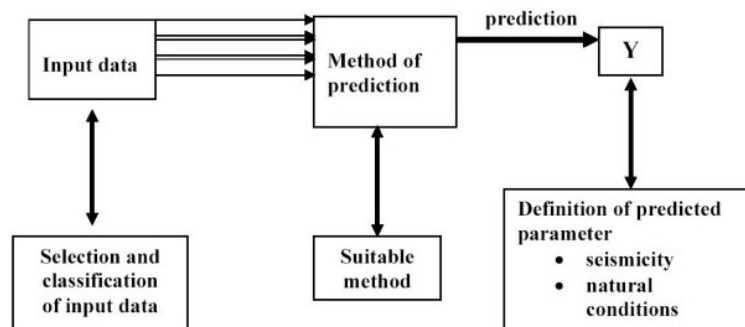 Input data
Method of
prediction
prediction
Y
Selection and
classification
of input data
Suitable
method
Definition of predicted
parameter
• seismicity
• natural
conditions